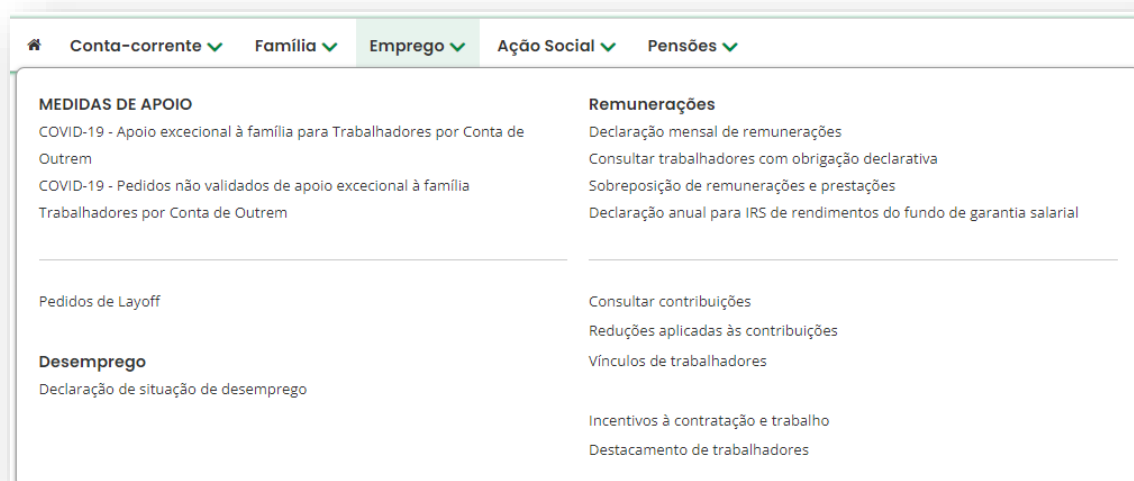 Conta-corrente Família Emprego Ação Social Pensões
MEDIDAS DE APOIO
COVID-19 - Apoio excecional à família para Trabalhadores por Conta de
Outrem
COVID-19 - Pedidos não validados de apoio excecional à família
Trabalhadores por Conta de Outrem
Pedidos de Layoff
Desemprego
Declaração de situação de desemprego
Remunerações
Declaração mensal de remunerações
Consultar trabalhadores com obrigação declarativa
Sobreposição de remunerações e prestações
Declaração anual para IRS de rendimentos do fundo de garantia salarial
Consultar contribuições
Reduções aplicadas às contribuições
Vínculos de trabalhadores
Incentivos à contratação e trabalho
Destacamento de trabalhadores